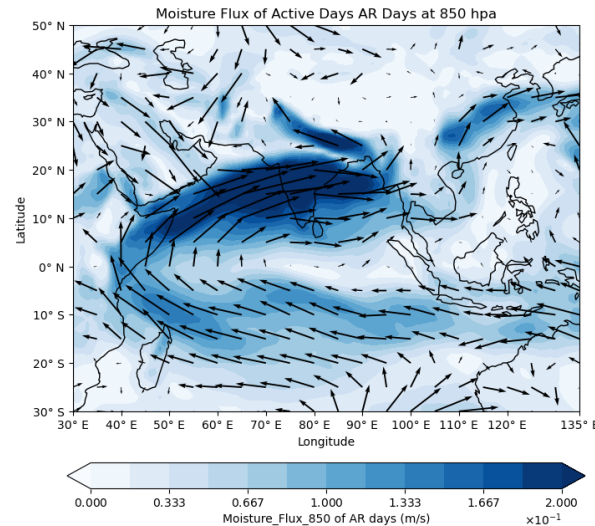 Moisture Flux of Active Days AR Days at 850 hpa
50° N
40° N
30° N
20° N
10° N
0° N
10° S
20° S
30° S
Latitude
30° E 40° E 50° E 60° E 70° E 80° E 90° E 100° E 110° E 120° E 135° E
Longitude
0.000 0.333 0.667 1.000 1.333 1.667 2.000
×10⁻¹
Moisture_Flux_850 of AR days (m/s)